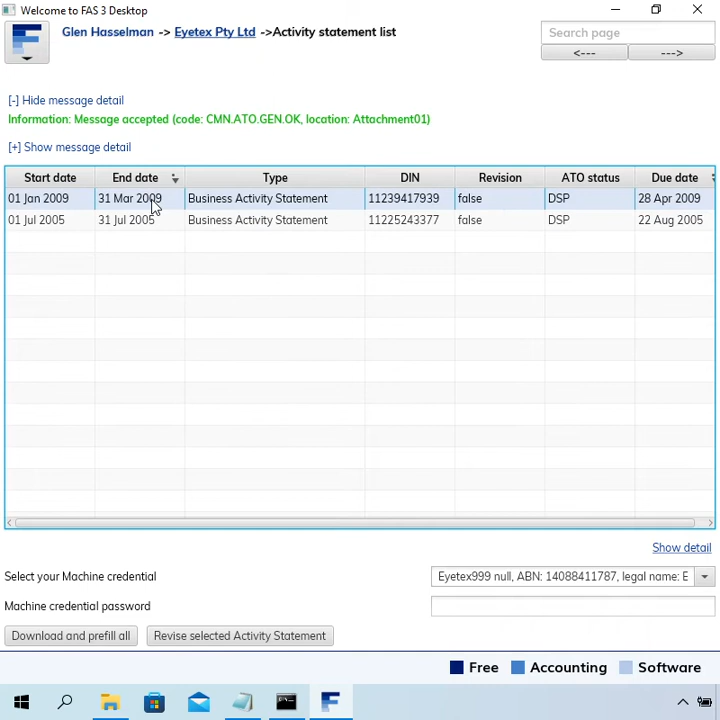 Welcome to FAS 3 Desktop
Glen Hasselman -> Eyetex Pty Ltd ->Activity statement list
Search page
<--- --->
[-] Hide message detail
Information: Message accepted (code: CMN.ATO.GEN.OK, location: Attachment01)
[+] Show message detail
Start date End date Type DIN Revision ATO status Due date
01 Jan 2009 31 Mar 2009 Business Activity Statement 11239417939 false DSP 28 Apr 2009
01 Jul 2005 31 Jul 2005 Business Activity Statement 11225243377 false DSP 22 Aug 2005
Show detail
Select your Machine credential Eyetex999 null, ABN: 14088411787, legal name: E
Machine credential password
Download and prefill all Revise selected Activity Statement
Free Accounting Software